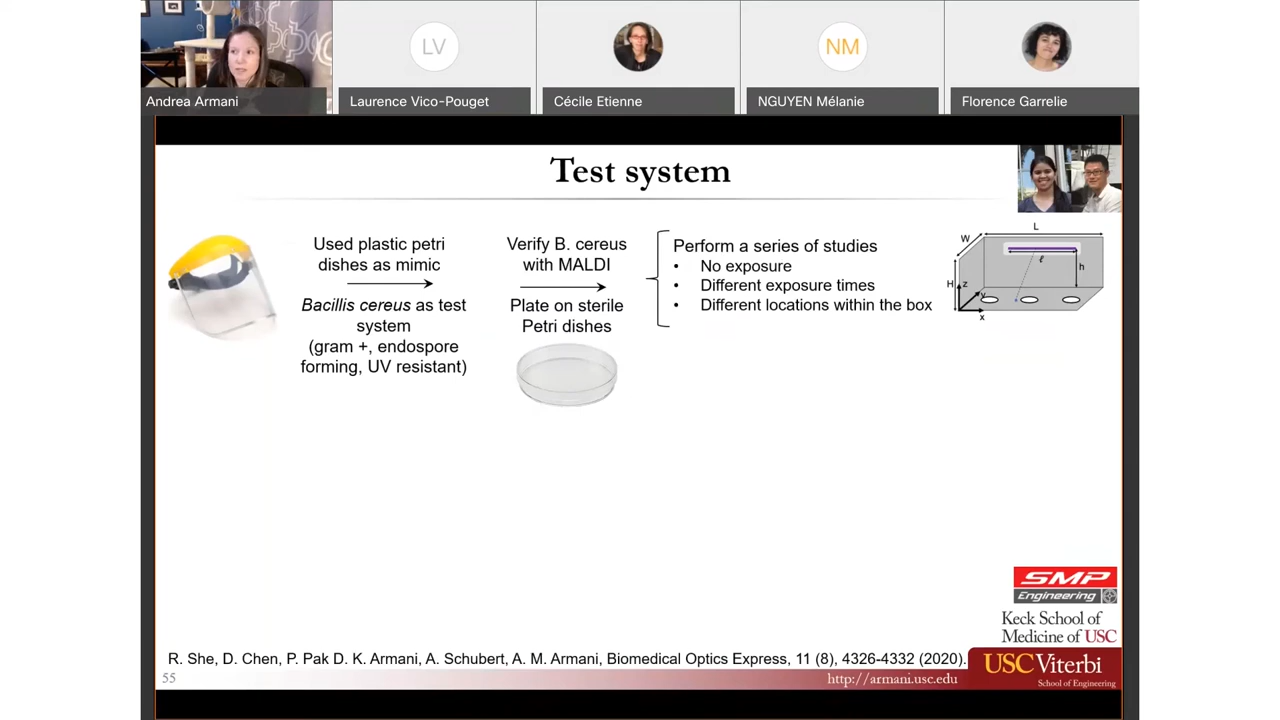 LV
NM
Andrea Armani
Laurence Vico-Pouget
Cécile Etienne
NGUYEN Mélanie
Florence Garrelie
Test system
Used plastic petri
dishes as mimic
Bacillis cereus as test
system
(gram +, endospore
forming, UV resistant)
Verify B. cereus
with MALDI
Plate on sterile
Petri dishes
Perform a series of studies
• No exposure
• Different exposure times
• Different locations within the box
L
W
ℓ
h
H
z
y
x
SMP
Engineering
Keck School of
Medicine of USC
R. She, D. Chen, P. Pak D. K. Armani, A. Schubert, A. M. Armani, Biomedical Optics Express, 11 (8), 4326-4332 (2020).
USC Viterbi
School of Engineering
55
http://armani.usc.edu